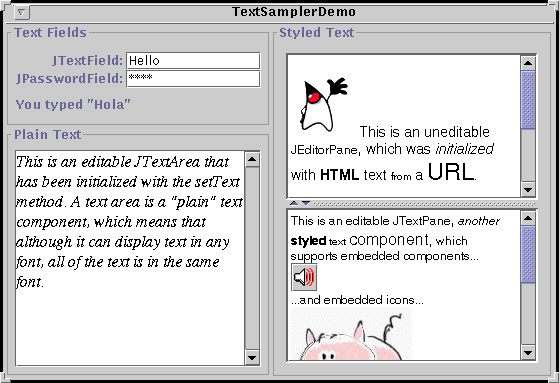 TextSamplerDemo
Text Fields
JTextField: Hello
JPasswordField: ****
You typed "Hola"
Plain Text
This is an editable JTextArea that
has been initialized with the setText
method. A text area is a "plain" text
component, which means that
although it can display text in any
font, all of the text is in the same
font.
Styled Text
This is an uneditable
JEditorPane, which was initialized
with HTML text from a URL.
This is an editable JTextPane, another
styled text component, which
supports embedded components...
...and embedded icons...